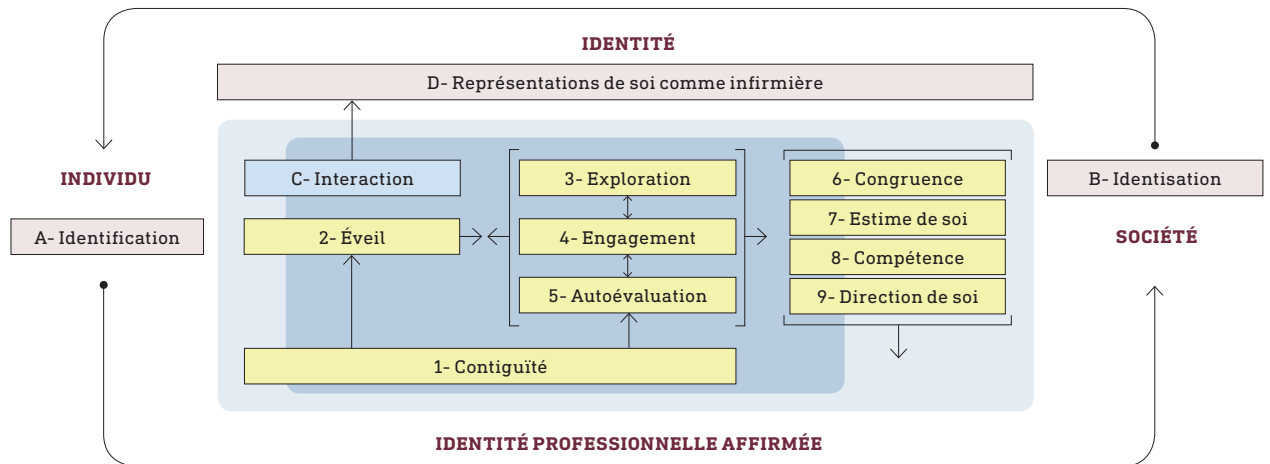 IDENTITÉ
D- Représentations de soi comme infirmière
INDIVIDU
A- Identification
C- Interaction
2- Éveil
3- Exploration
4- Engagement
5- Autoévaluation
1- Contiguïté
6- Congruence
7- Estime de soi
8- Compétence
9- Direction de soi
B- Identisation
SOCIÉTÉ
IDENTITÉ PROFESSIONNELLE AFFIRMÉE